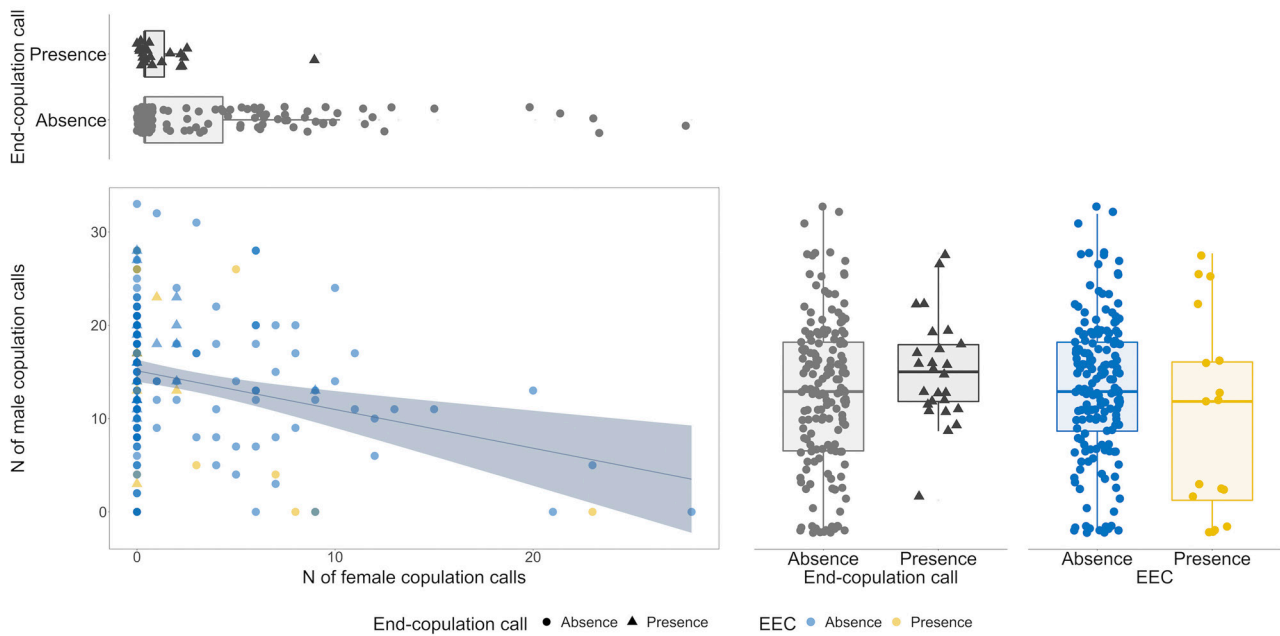 End-copulation call
Presence
Absence
N of male copulation calls
30
20
10
0
0 10 20
N of female copulation calls
Absence Presence
End-copulation call
Absence Presence
EEC
End-copulation call Absence Presence EEC Absence Presence